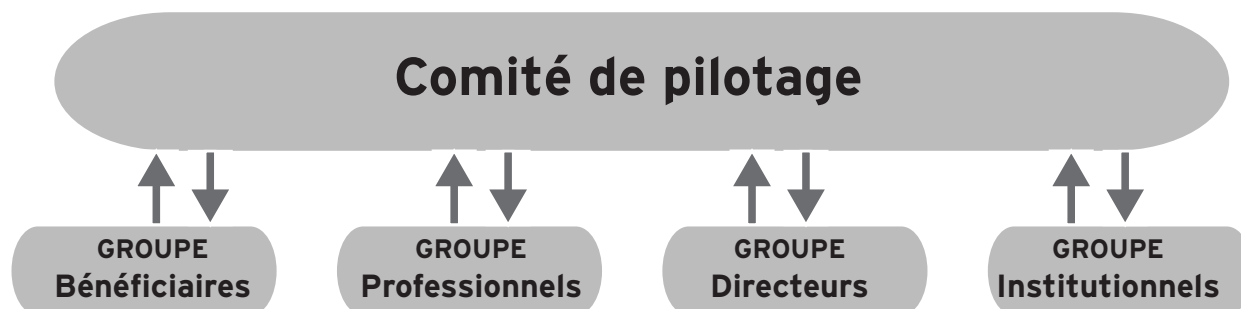 Comité de pilotage
GROUPE
Bénéficiaires
GROUPE
Professionnels
GROUPE
Directeurs
GROUPE
Institutionnels